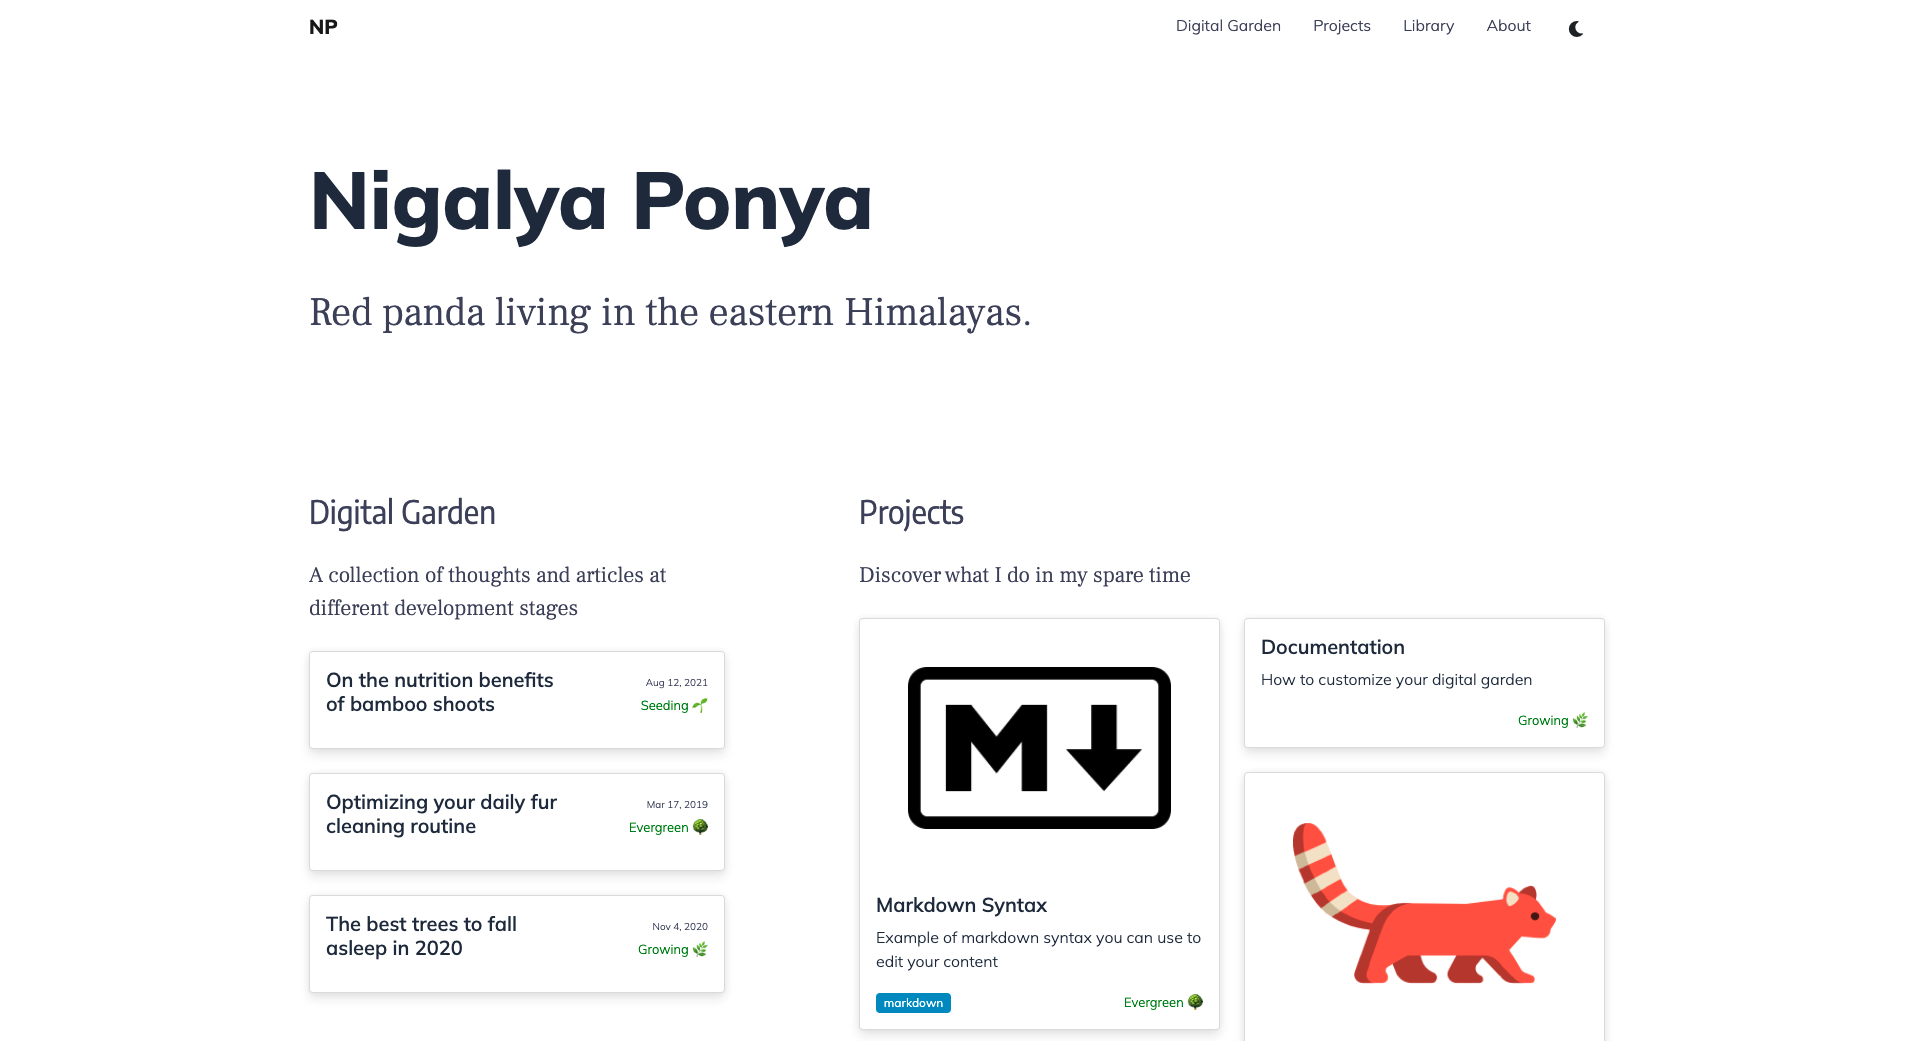 NP
Digital Garden
Projects
Library
About
Nigalya Ponya
Red panda living in the eastern Himalayas.
Digital Garden
A collection of thoughts and articles at
different development stages
On the nutrition benefits
of bamboo shoots
Aug 12, 2021
Seeding 🌱
Optimizing your daily fur
cleaning routine
Mar 17, 2019
Evergreen 🌳
The best trees to fall
asleep in 2020
Nov 4, 2020
Growing 🌿
Projects
Discover what I do in my spare time
M
Markdown Syntax
Example of markdown syntax you can use to
edit your content
markdown
Evergreen 🌳
Documentation
How to customize your digital garden
Growing 🌿